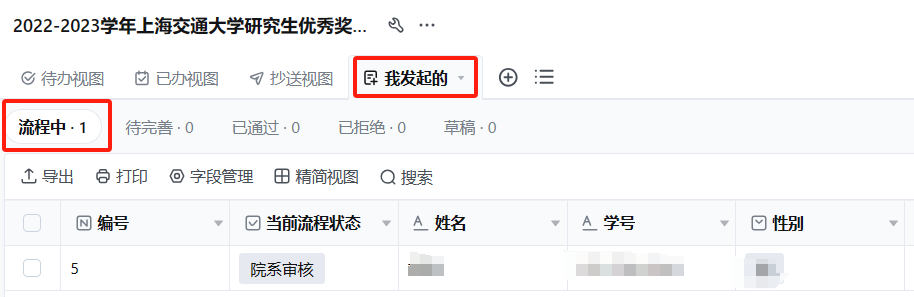 2022-2023学年上海交通大学研究生优秀奖...
待办视图 已办视图 抄送视图 我发起的
流程中 · 1 待完善 · 0 已通过 · 0 已拒绝 · 0 草稿 · 0
导出 打印 字段管理 精简视图 搜索
编号 当前流程状态 姓名 学号 性别
5 院系审核